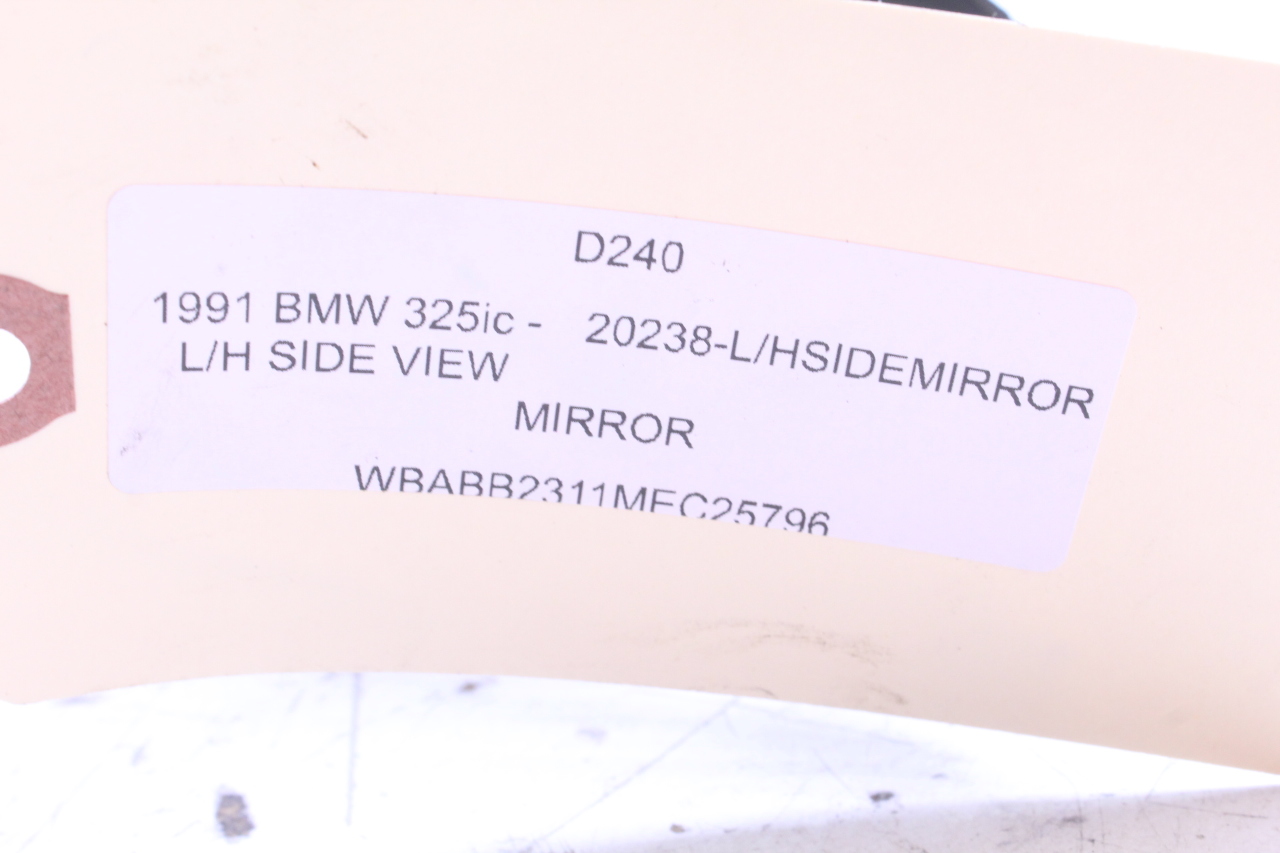 D240
1991 BMW 325ic - 20238-L/HSIDEMIRROR
L/H SIDE VIEW
MIRROR
WBABB2311MEC25796